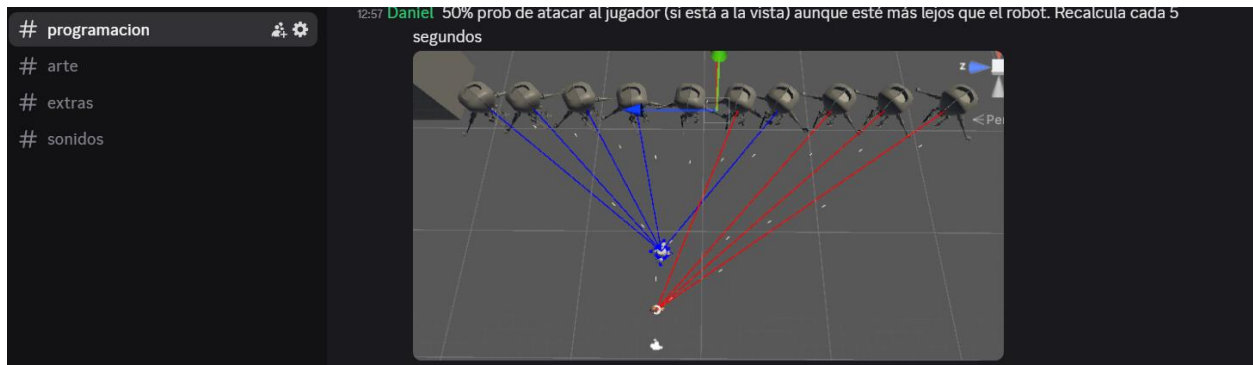 # programacion
# arte
# extras
# sonidos
12:57 Daniel 50% prob de atacar al jugador (si está a la vista) aunque esté más lejos que el robot. Recalcula cada 5
segundos
z